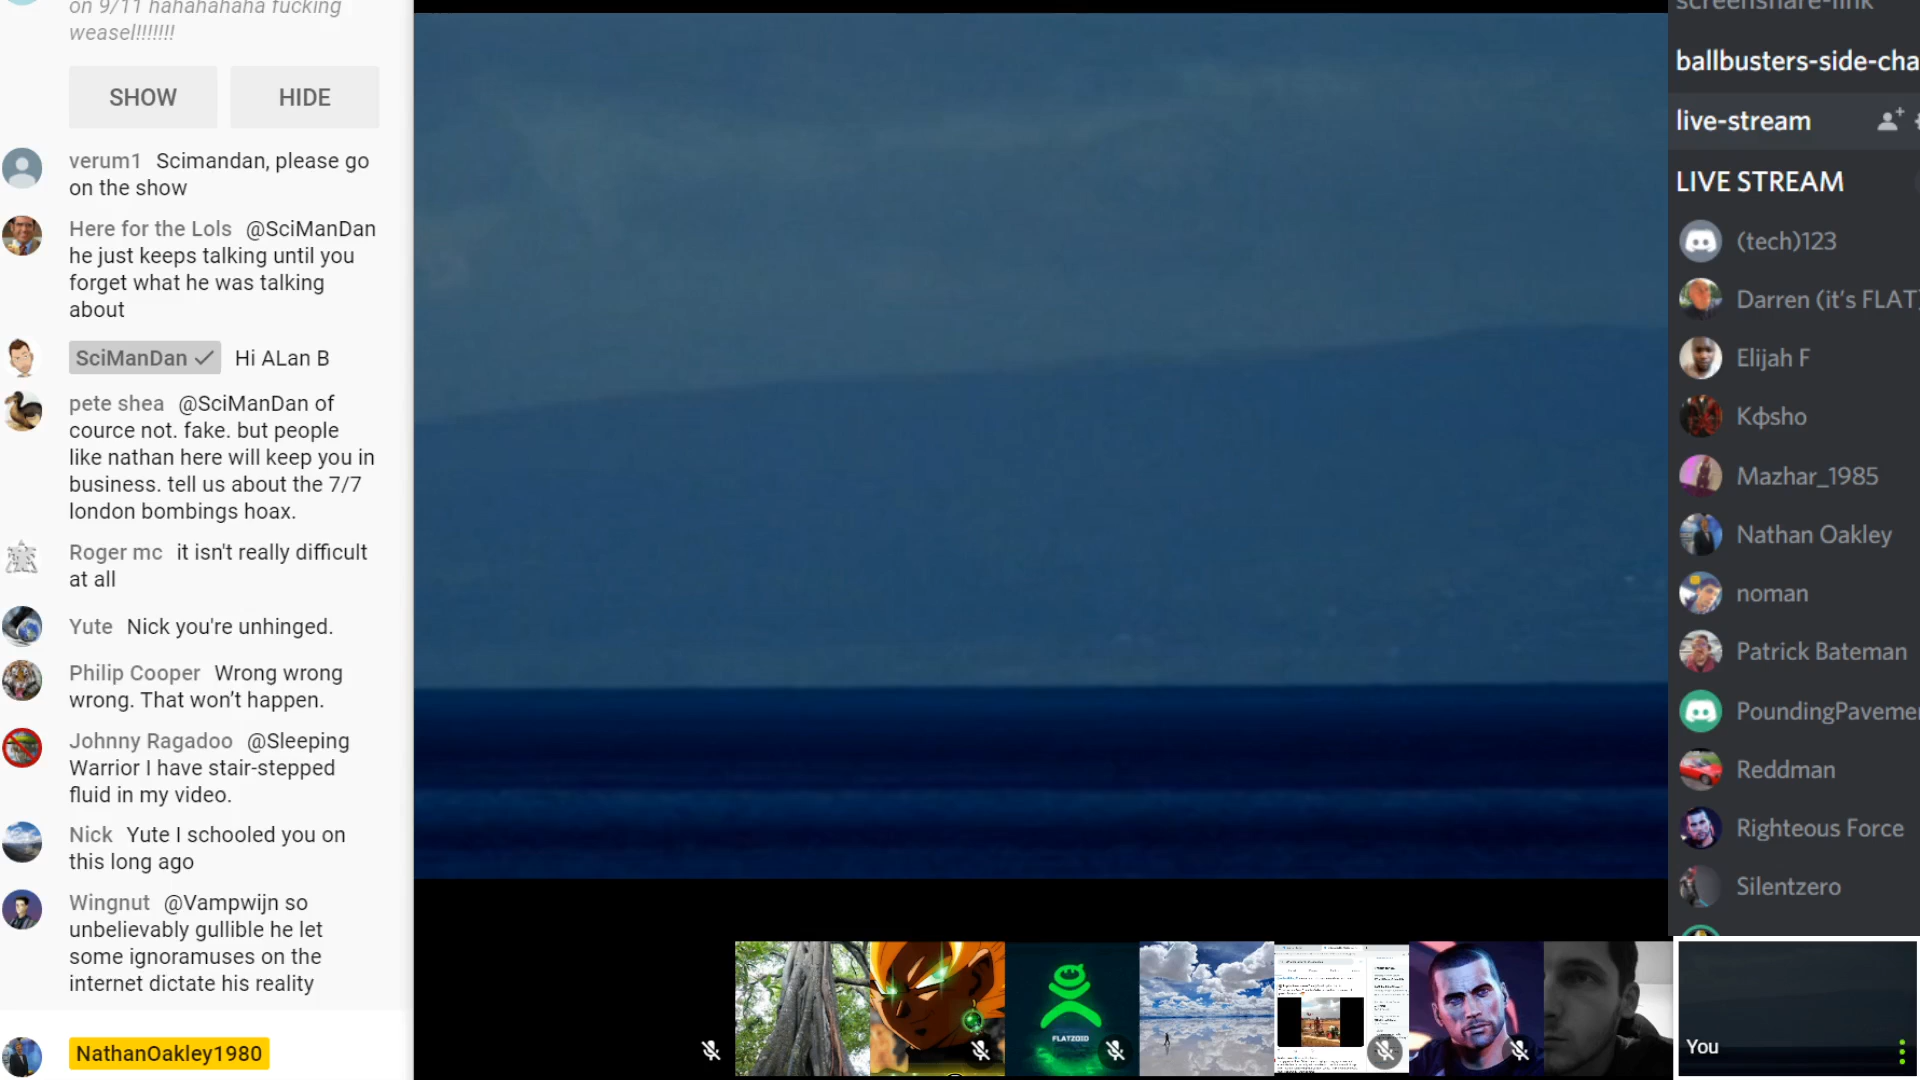 on 9/11 hahahahaha fucking
weasel!!!!!!!
SHOW
HIDE
verum1 Scimandan, please go
on the show
Here for the Lols @SciManDan
he just keeps talking until you
forget what he was talking
about
SciManDan Hi ALan B
pete shea @SciManDan of
cource not. fake. but people
like nathan here will keep you in
business. tell us about the 7/7
london bombings hoax.
Roger mc it isn't really difficult
at all
Yute Nick you're unhinged.
Philip Cooper Wrong wrong
wrong. That won't happen.
Johnny Ragadoo @Sleeping
Warrior I have stair-stepped
fluid in my video.
Nick Yute I schooled you on
this long ago
Wingnut @Vampwijn so
unbelievably gullible he let
some ignoramuses on the
internet dictate his reality
NathanOakley1980
FLATZOID
screenshare-link
ballbusters-side-cha
live-stream
LIVE STREAM
(tech)123
Darren (it's FLAT)
Elijah F
Kфsho
Mazhar_1985
Nathan Oakley
noman
Patrick Bateman
PoundingPaveme
Reddman
Righteous Force
Silentzero
You